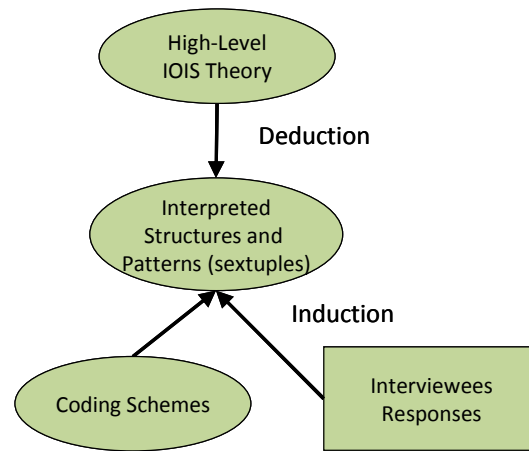 High-Level
IOIS Theory
Deduction
Interpreted
Structures and
Patterns (sextuples)
Induction
Coding Schemes
Interviewees
Responses